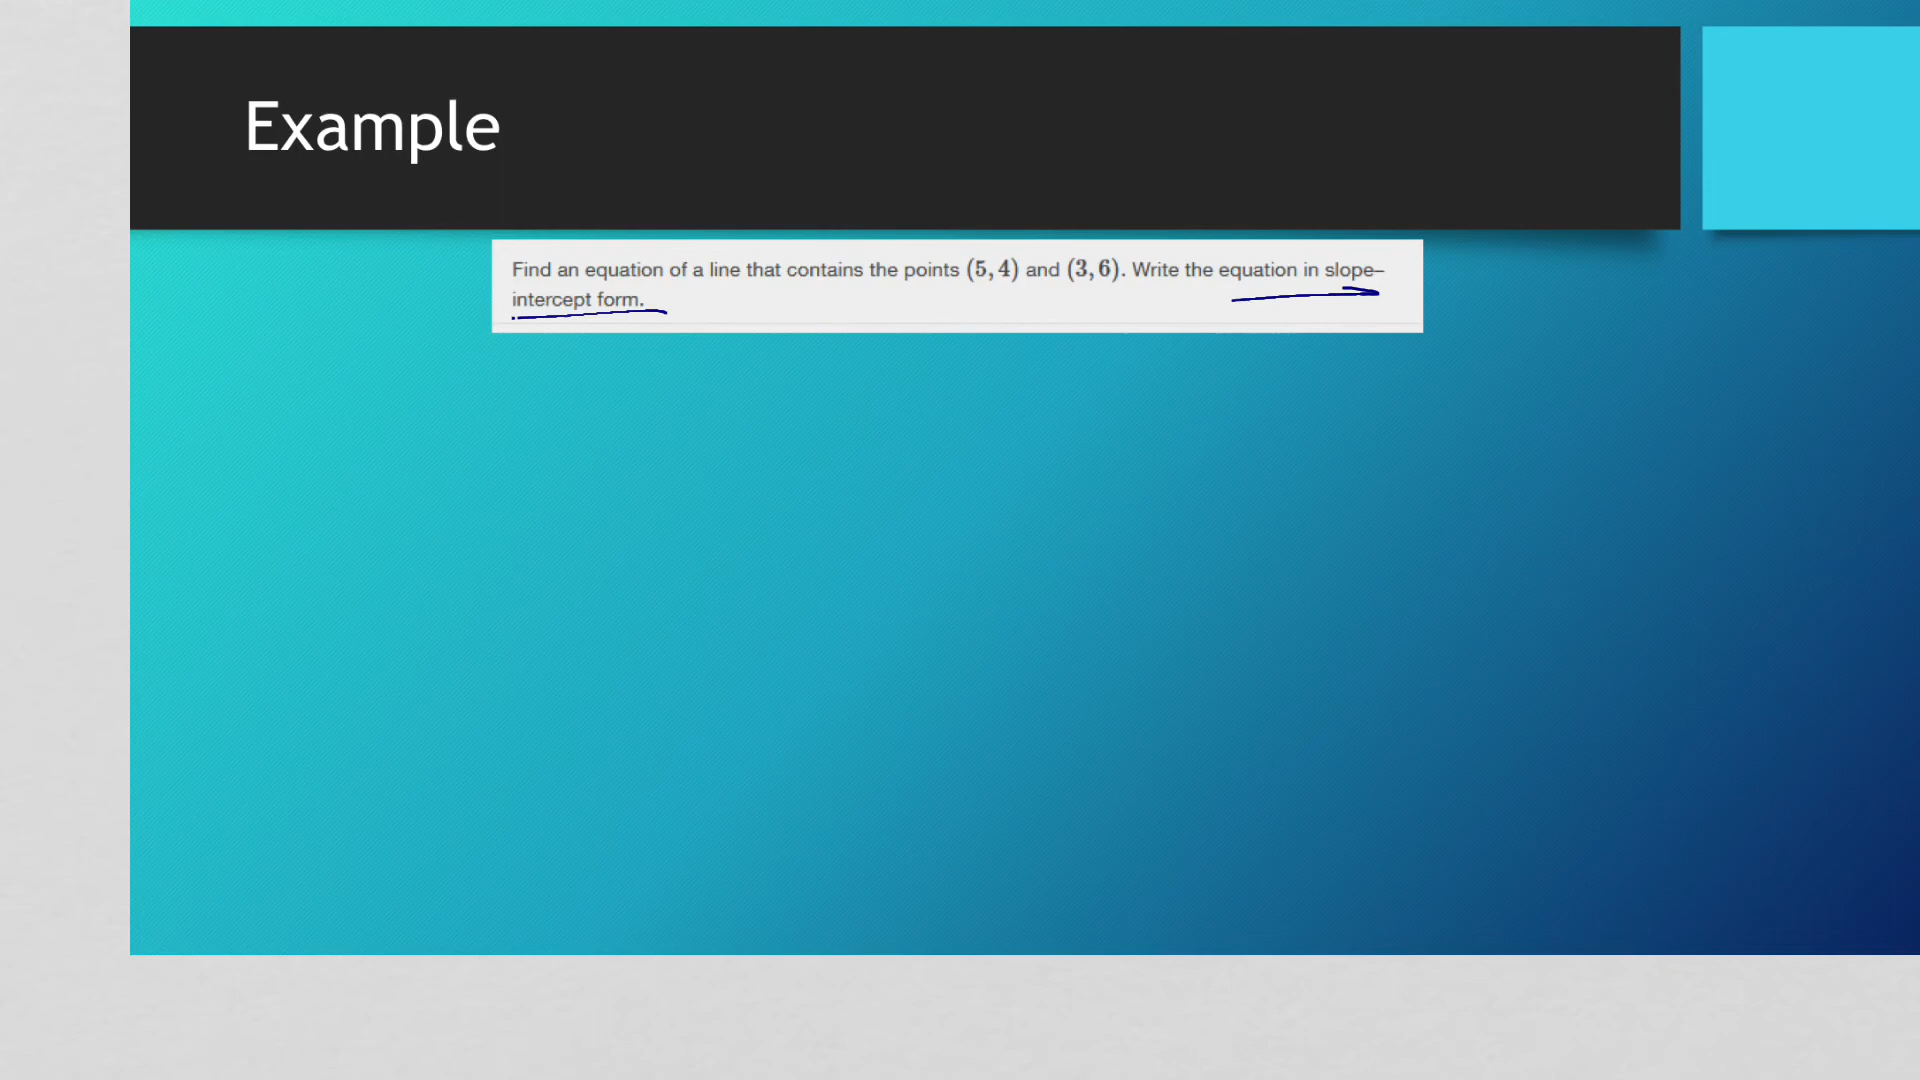 Example
Find an equation of a line that contains the points (5, 4) and (3, 6). Write the equation in slope–
intercept form.